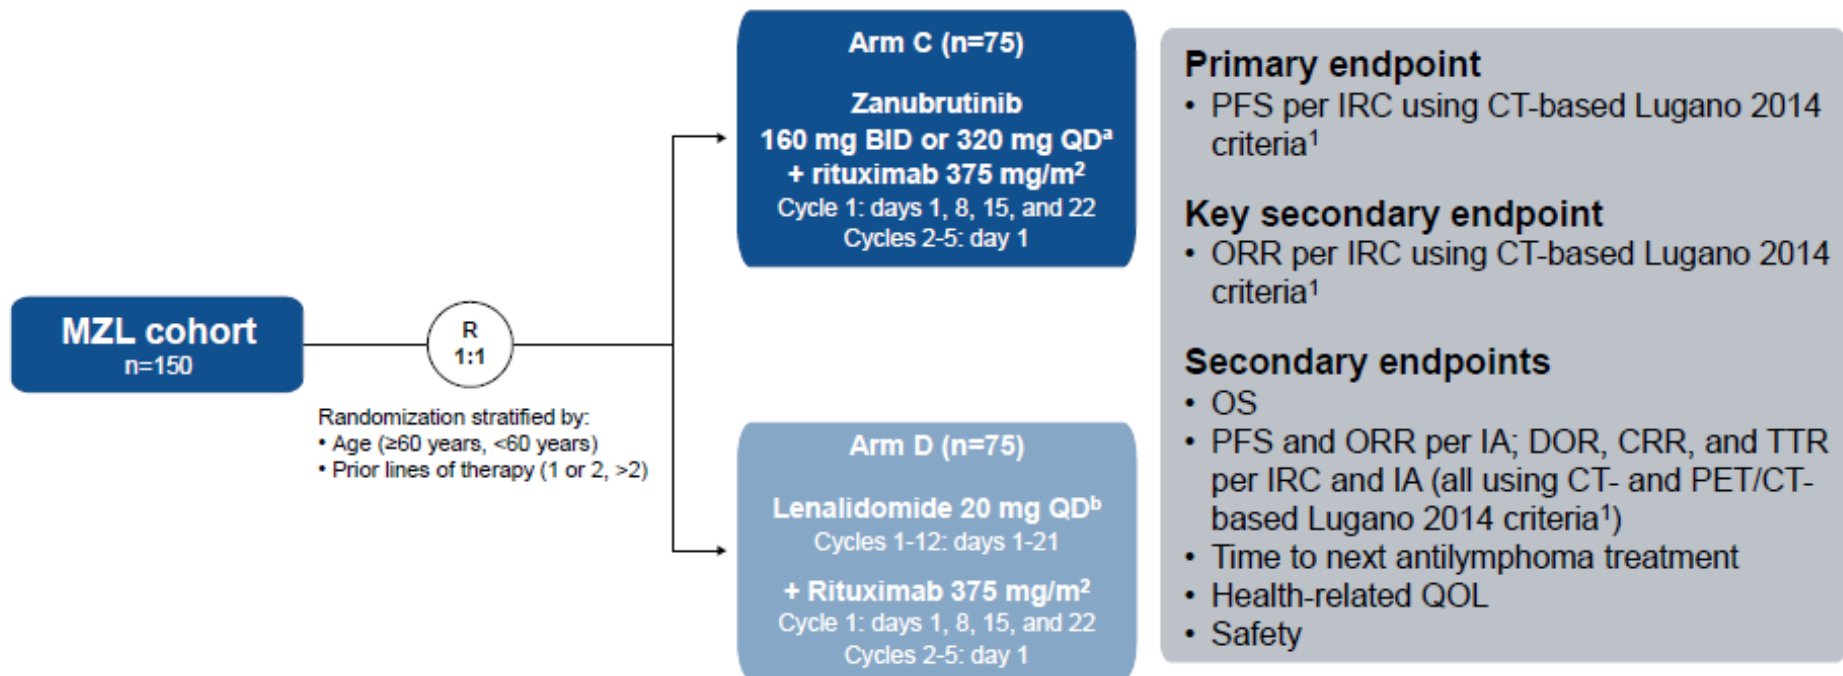 MZL cohort
n=150
R
1:1
Randomization stratified by:
• Age (≥60 years, <60 years)
• Prior lines of therapy (1 or 2, >2)
Arm C (n=75)
Zanubrutinib
160 mg BID or 320 mg QDᵃ
+ rituximab 375 mg/m²
Cycle 1: days 1, 8, 15, and 22
Cycles 2-5: day 1
Arm D (n=75)
Lenalidomide 20 mg QDᵇ
Cycles 1-12: days 1-21
+ Rituximab 375 mg/m²
Cycle 1: days 1, 8, 15, and 22
Cycles 2-5: day 1
Primary endpoint
• PFS per IRC using CT-based Lugano 2014
criteria¹
Key secondary endpoint
• ORR per IRC using CT-based Lugano 2014
criteria¹
Secondary endpoints
• OS
• PFS and ORR per IA; DOR, CRR, and TTR
per IRC and IA (all using CT- and PET/CT-
based Lugano 2014 criteria¹)
• Time to next antilymphoma treatment
• Health-related QOL
• Safety